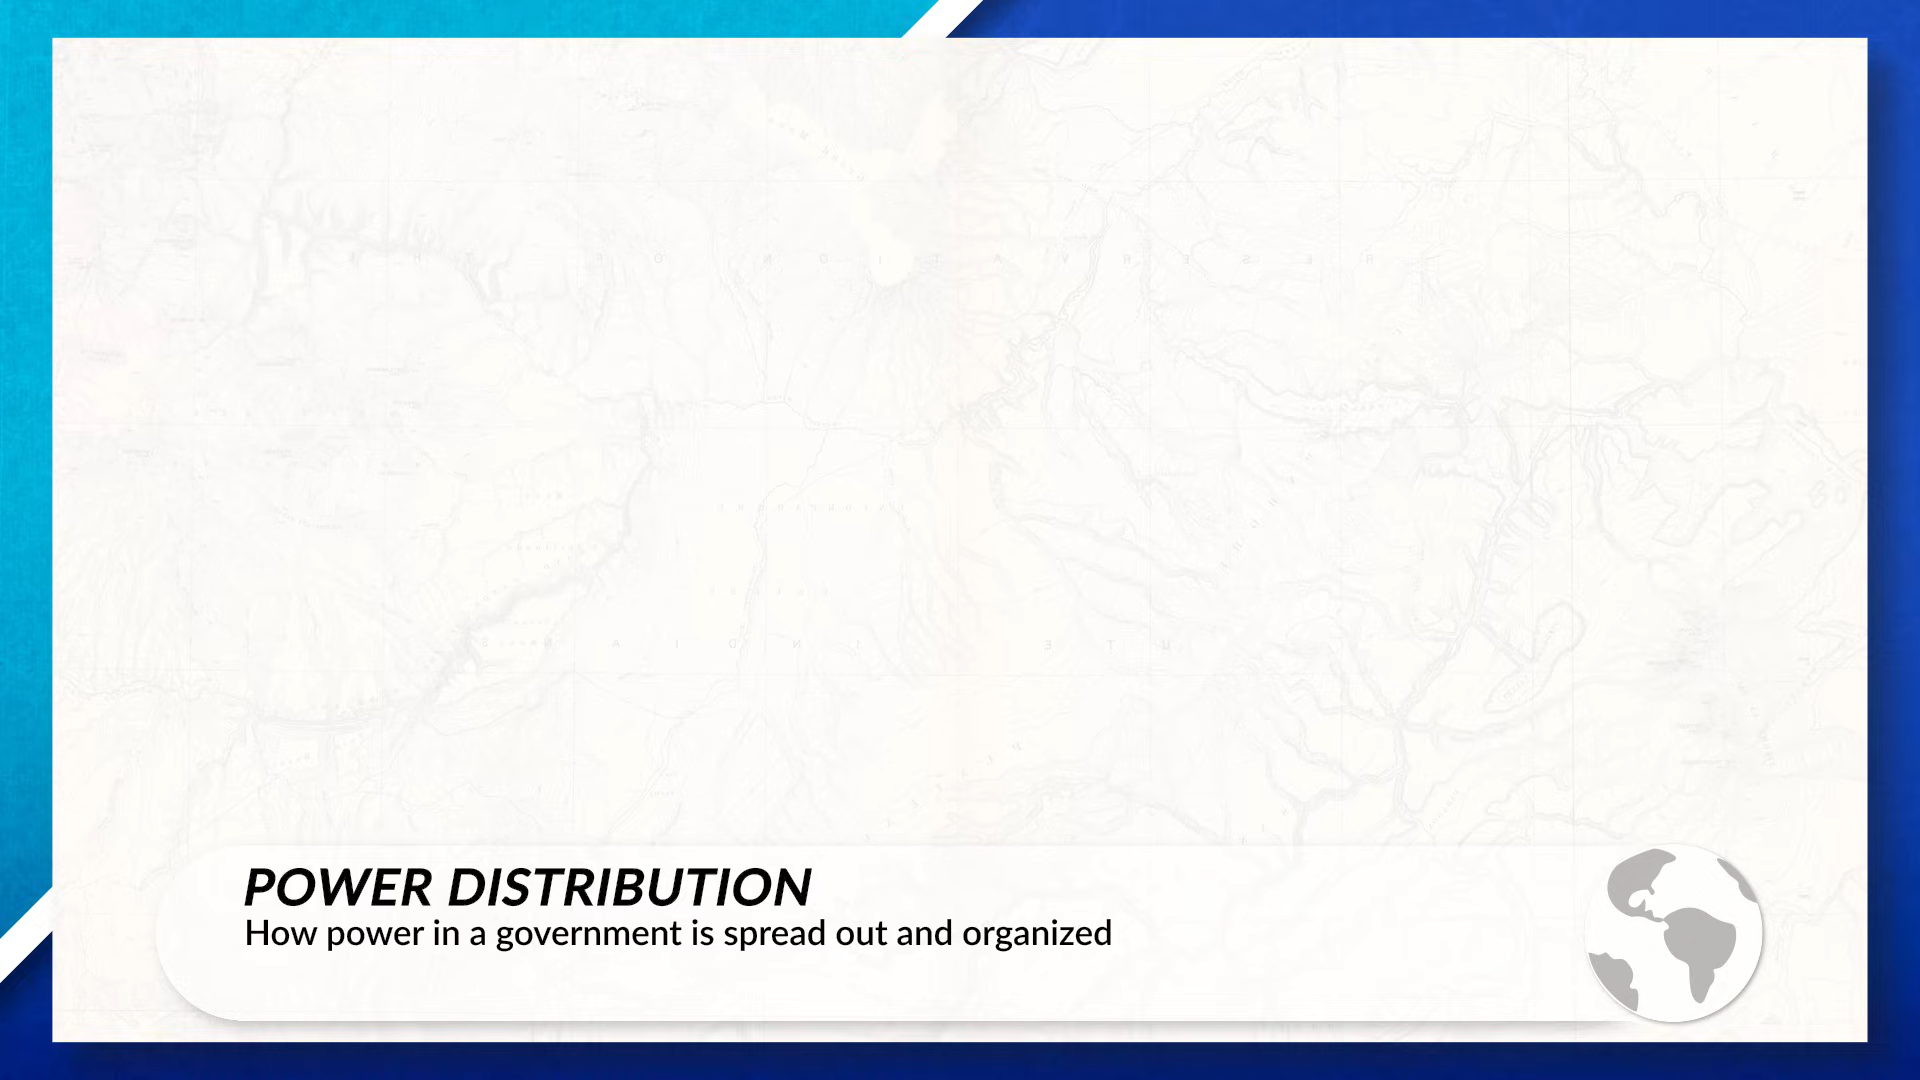 POWER DISTRIBUTION
How power in a government is spread out and organized